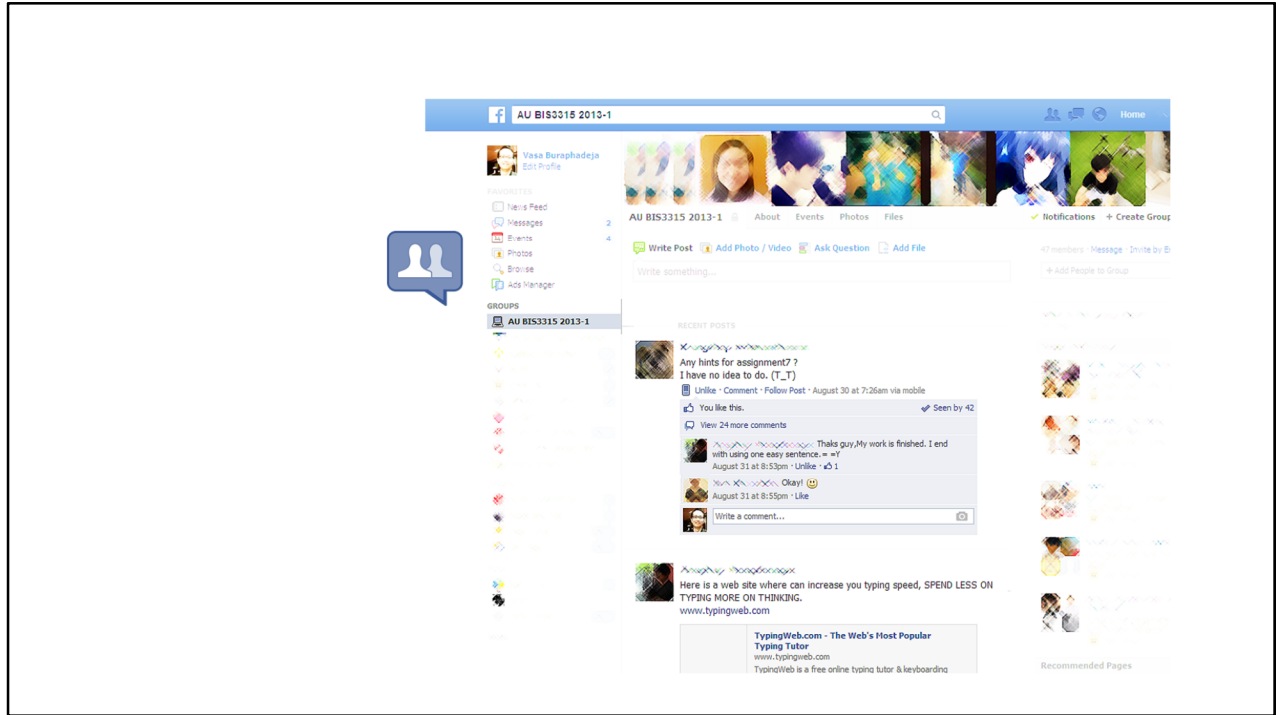 f
AU BIS3315 2013-1
Home
Vasa Buraphadeja
Edit Profile
FAVORITES
News Feed
Messages 2
Events 4
Photos
Browse
Ads Manager
GROUPS
AU BIS3315 2013-1
AU BIS3315 2013-1 About Events Photos Files
Notifications + Create Group
Write Post Add Photo / Video Ask Question Add File
Write something...
47 members · Message · Invite by E
+ Add People to Group
RECENT POSTS
Any hints for assignment7 ?
I have no idea to do. (T_T)
Unlike · Comment · Follow Post · August 30 at 7:26am via mobile
You like this. Seen by 42
View 24 more comments
Thaks guy,My work is finished. I end
with using one easy sentence.= =Y
August 31 at 8:53pm · Unlike · 1
Okay!
August 31 at 8:55pm · Like
Write a comment...
Here is a web site where can increase you typing speed, SPEND LESS ON
TYPING MORE ON THINKING.
www.typingweb.com
TypingWeb.com - The Web's Most Popular
Typing Tutor
www.typingweb.com
TypingWeb is a free online typing tutor & keyboarding
Recommended Pages